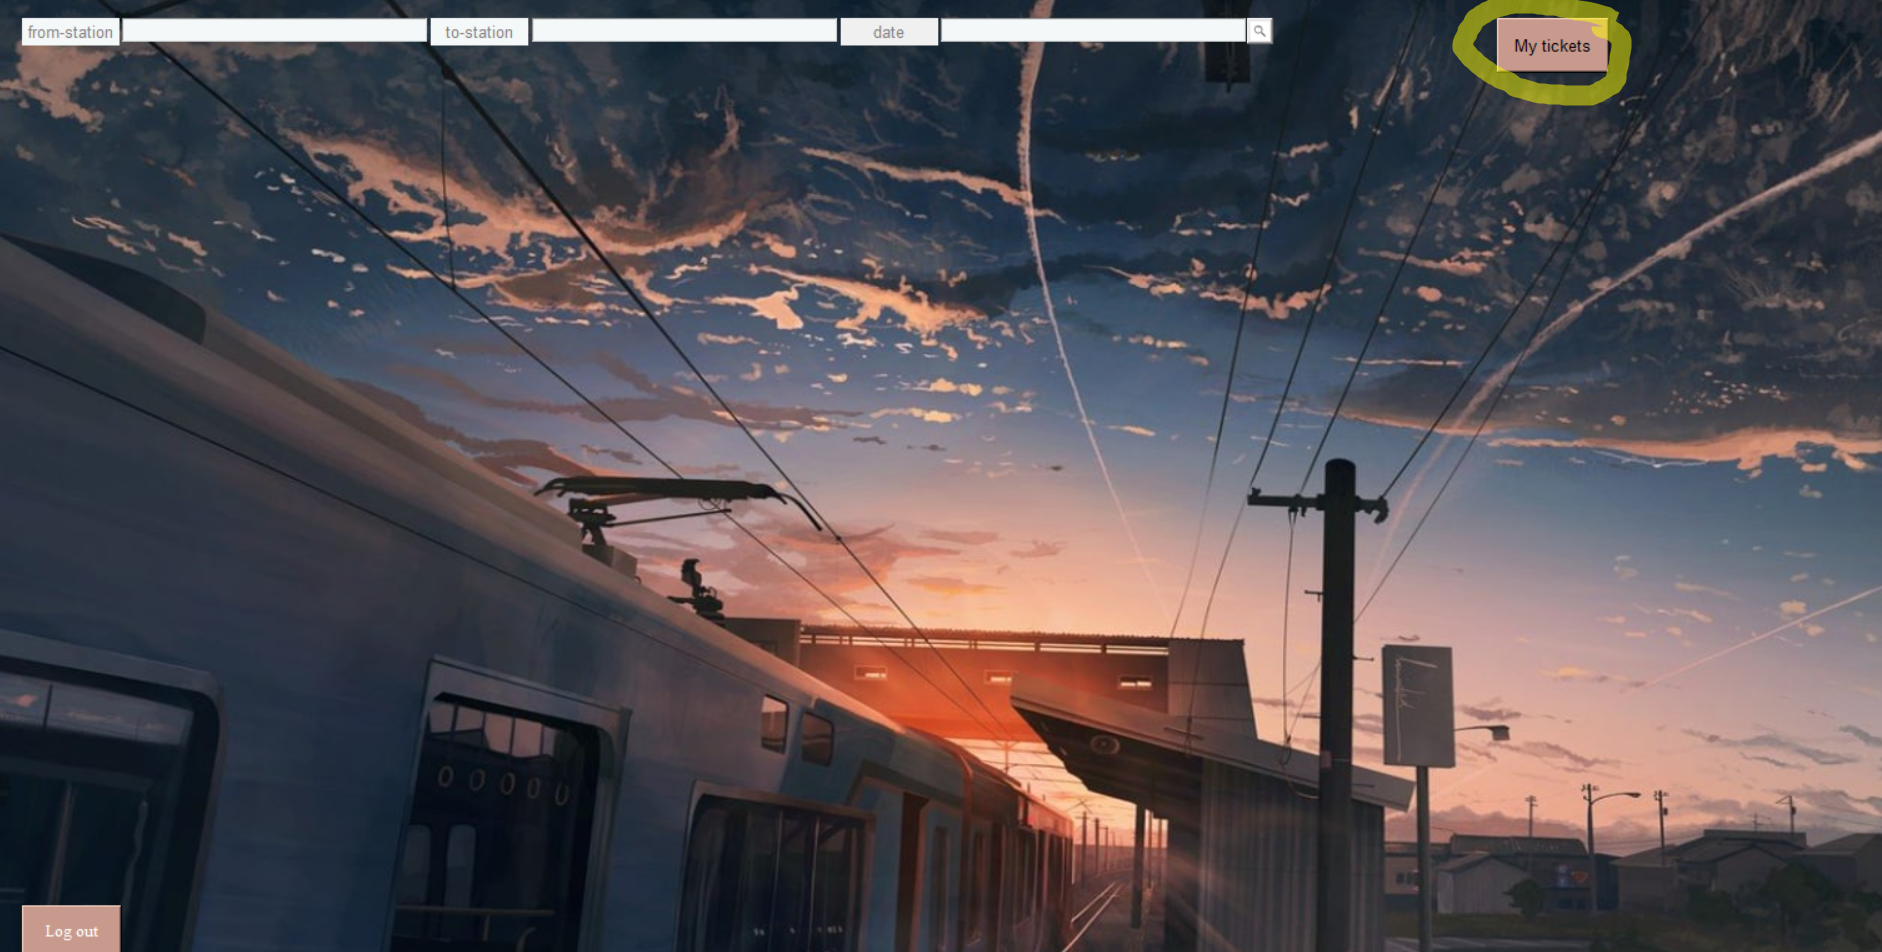 from-station
to-station
date
My tickets
Log out